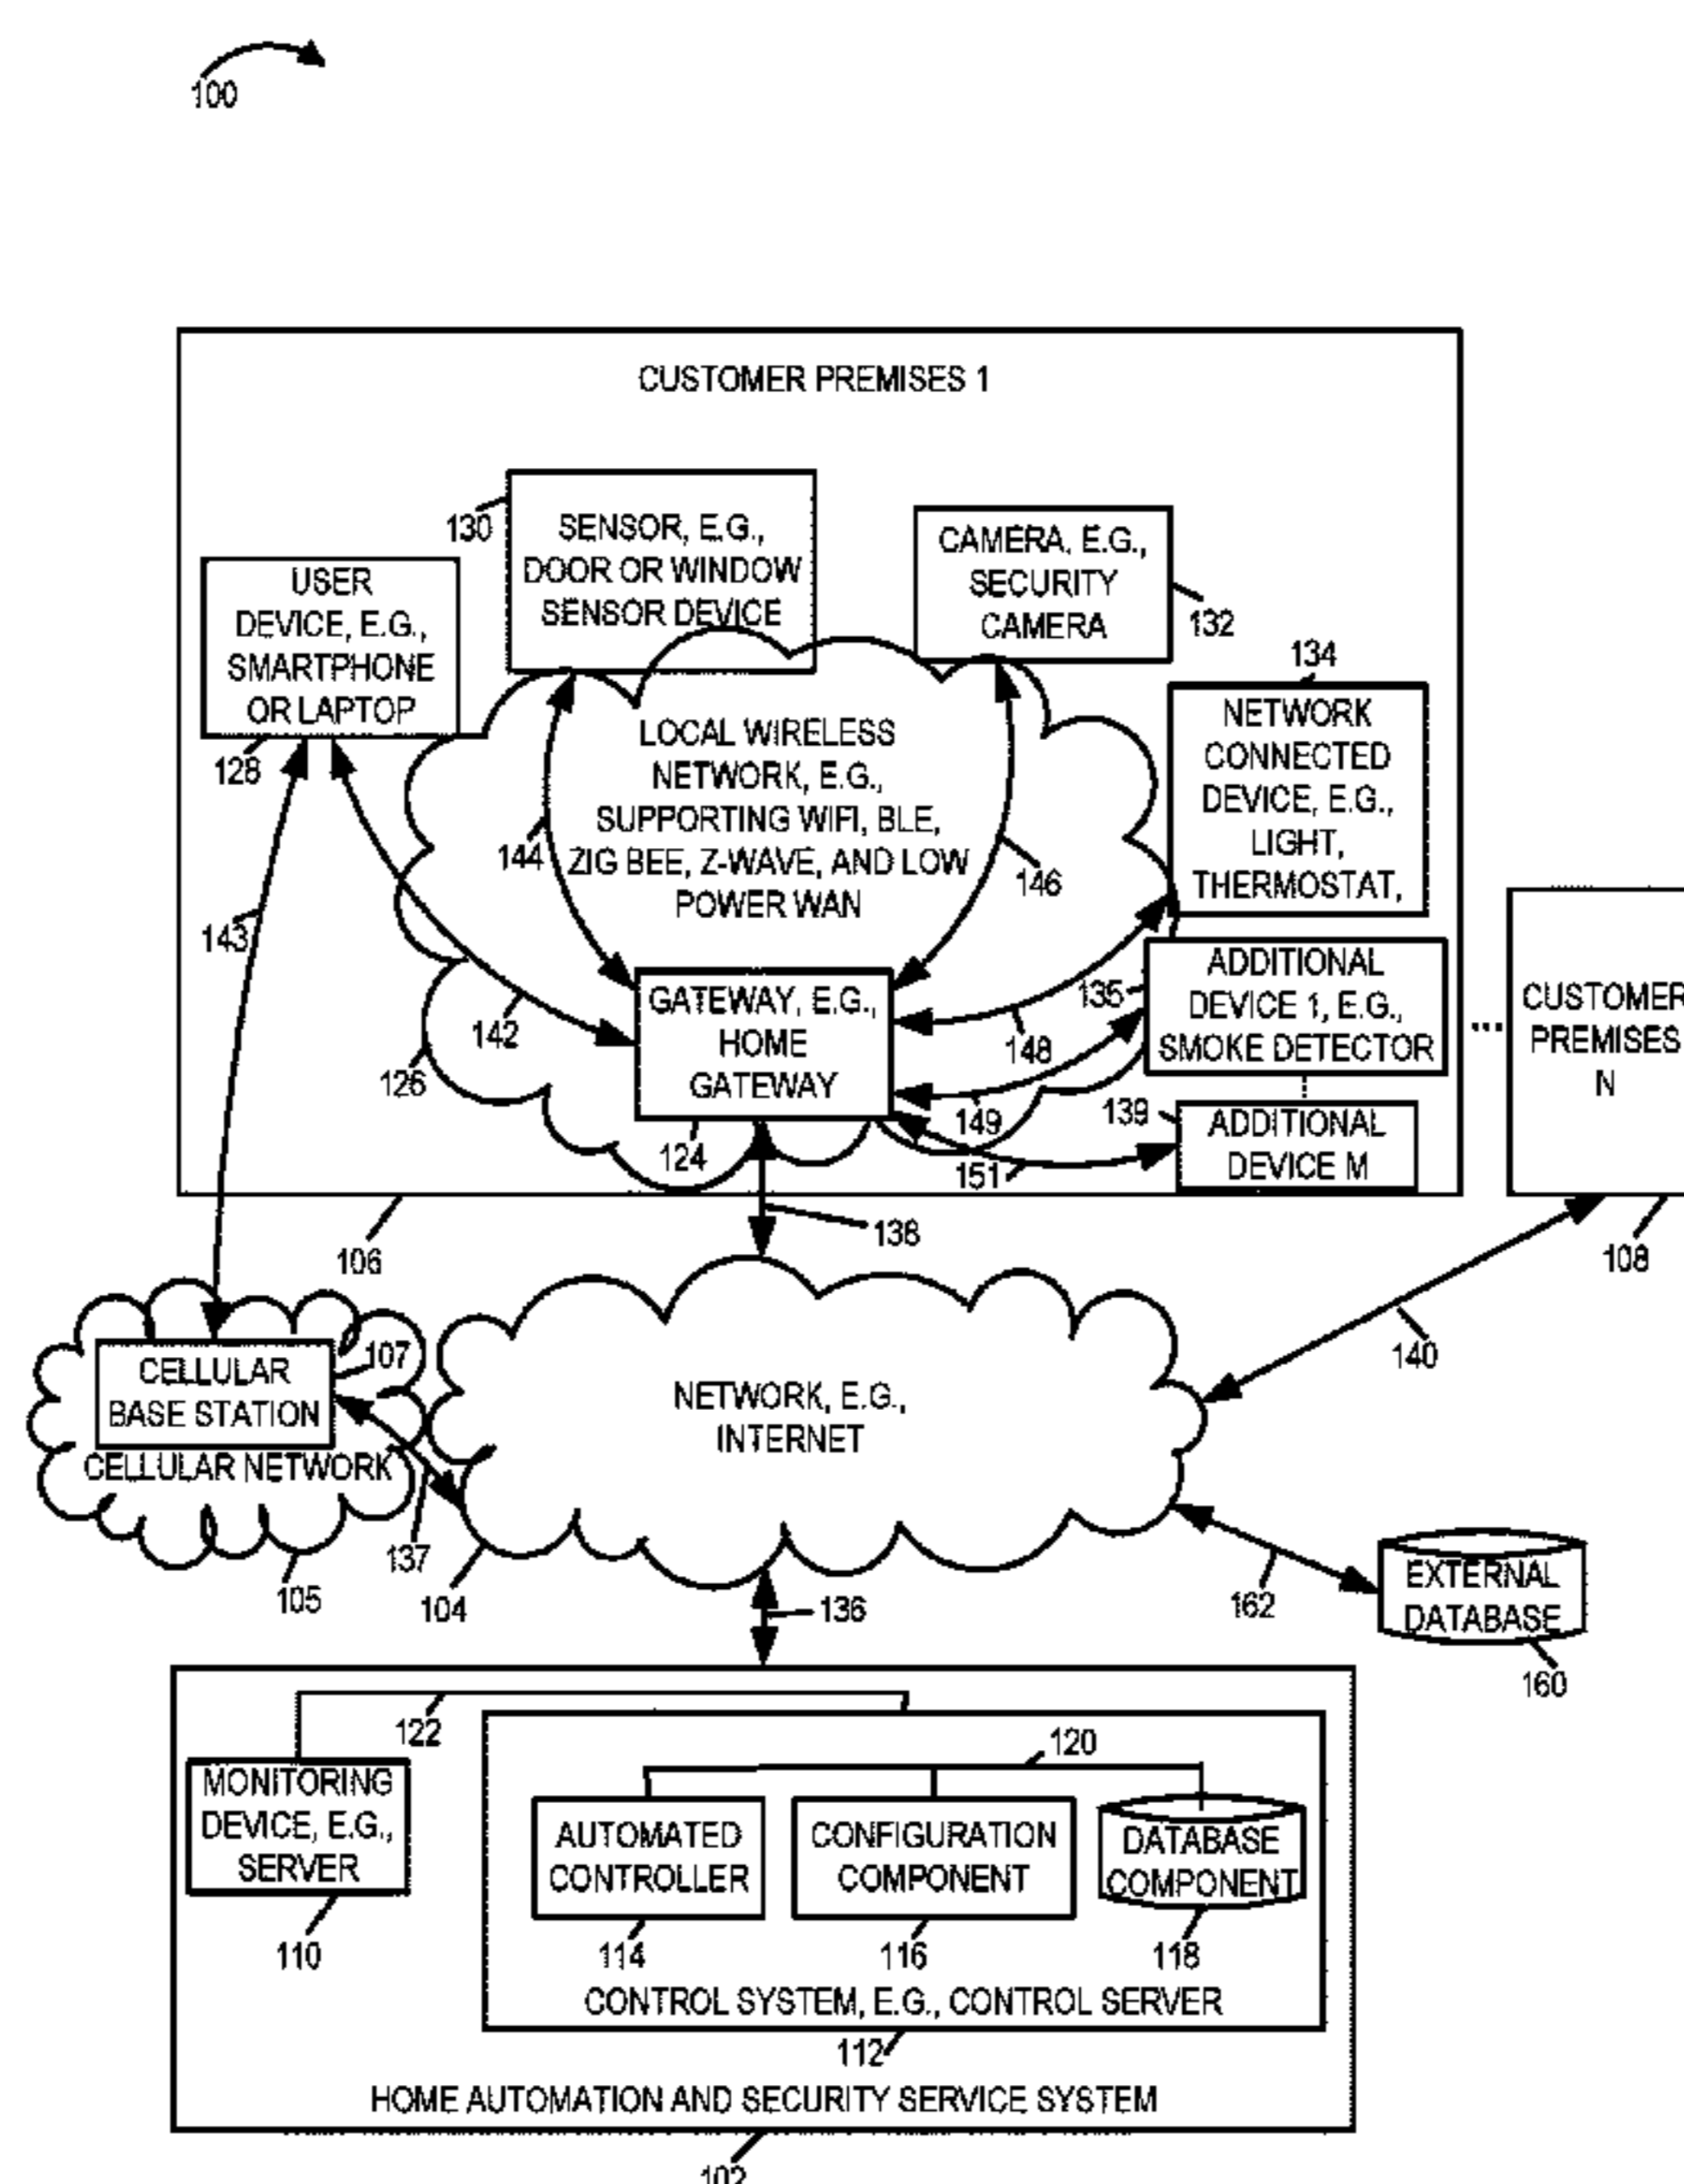 100
CUSTOMER PREMISES 1
130
SENSOR, E.G.,
DOOR OR WINDOW
SENSOR DEVICE
CAMERA, E.G.,
SECURITY
CAMERA
132
USER
DEVICE, E.G.,
SMARTPHONE
OR LAPTOP
128
134
NETWORK
CONNECTED
DEVICE, E.G.,
LIGHT,
THERMOSTAT,
LOCAL WIRELESS
NETWORK, E.G.,
SUPPORTING WIFI, BLE,
ZIG BEE, Z-WAVE, AND LOW
POWER WAN
144
146
143
142
126
GATEWAY, E.G.,
HOME
GATEWAY
124
148
149
151
135
ADDITIONAL
DEVICE 1, E.G.,
SMOKE DETECTOR
139
ADDITIONAL
DEVICE M
...
CUSTOMER
PREMISES
N
106
138
108
140
CELLULAR
BASE STATION
107
CELLULAR NETWORK
105
137
NETWORK, E.G.,
INTERNET
104
136
162
EXTERNAL
DATABASE
160
122
MONITORING
DEVICE, E.G.,
SERVER
110
120
AUTOMATED
CONTROLLER
114
CONFIGURATION
COMPONENT
116
DATABASE
COMPONENT
118
CONTROL SYSTEM, E.G., CONTROL SERVER
112
HOME AUTOMATION AND SECURITY SERVICE SYSTEM
102